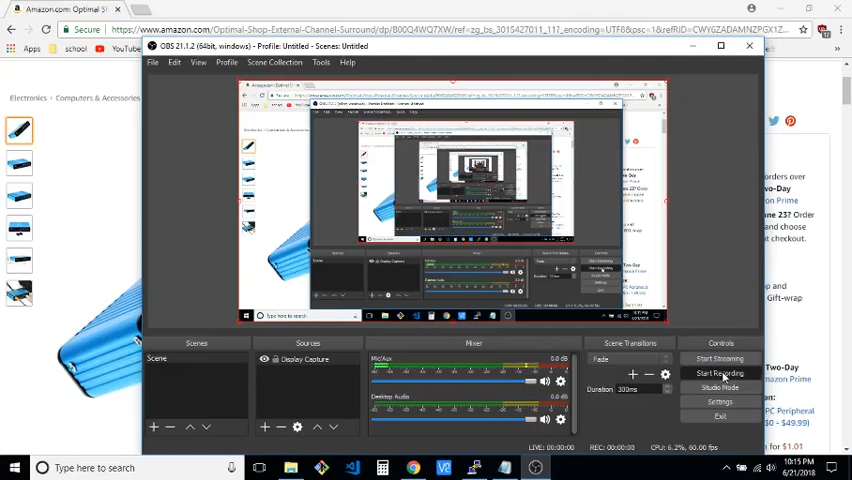 Amazon.com: Optimal Sh
Secure
https://www.amazon.com/Optimal-Shop-External-Channel-Surround/dp/B00Q4WQ7XW/ref=zg_bs_3015427011_11?_encoding=UTF8&psc=1&refRID=CWY6ZADAMNZPGX
Apps
school
YouTube
OBS 21.1.2 (64bit, windows) - Profile: Untitled - Scenes: Untitled
File
Edit
View
Profile
Scene Collection
Tools
Help
Electronics › Computers & Accessories
orders over
Two-Day
Prime
une 23? Order
and choose
t checkout.
Gift-wrap
Two-Day
mazon Prime
PC Peripheral
($0 - $49.99)
for $1.01
Scenes
Sources
Mixer
Scene Transitions
Controls
Scene
Display Capture
Mic/Aux
0.0 dB
Desktop Audio
0.0 dB
Fade
Duration
300ms
Start Streaming
Start Recording
Studio Mode
Settings
Exit
LIVE: 00:00:00
REC: 00:00:00
CPU: 6.2%, 60.00 fps
Type here to search
10:15 PM
6/21/2018